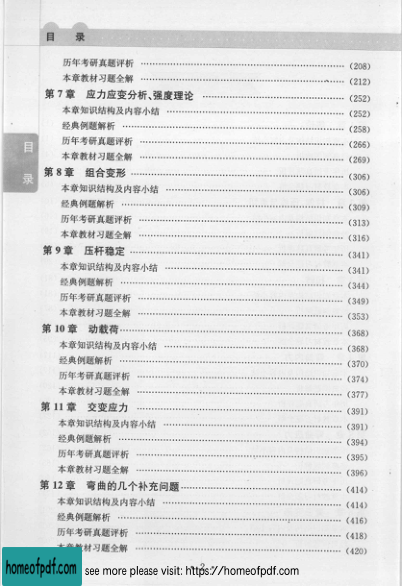 目 录
历年考研真题评析 …… (208)
本章教材习题全解 …… (212)
第 7 章 应力应变分析、强度理论 …… (252)
本章知识结构及内容小结 …… (252)
经典例题解析 …… (258)
历年考研真题评析 …… (266)
本章教材习题全解 …… (269)
第 8 章 组合变形 …… (306)
本章知识结构及内容小结 …… (306)
经典例题解析 …… (309)
历年考研真题评析 …… (313)
本章教材习题全解 …… (316)
第 9 章 压杆稳定 …… (341)
本章知识结构及内容小结 …… (341)
经典例题解析 …… (344)
历年考研真题评析 …… (349)
本章教材习题全解 …… (353)
第 10 章 动载荷 …… (368)
本章知识结构及内容小结 …… (368)
经典例题解析 …… (370)
历年考研真题评析 …… (374)
本章教材习题全解 …… (377)
第 11 章 交变应力 …… (391)
本章知识结构及内容小结 …… (391)
经典例题解析 …… (394)
历年考研真题评析 …… (395)
本章教材习题全解 …… (396)
第 12 章 弯曲的几个补充问题 …… (414)
本章知识结构及内容小结 …… (414)
经典例题解析 …… (416)
历年考研真题评析 …… (418)
本章教材习题全解 …… (420)
目
录
2
homeofpdf.com
see more please visit: https://homeofpdf.com